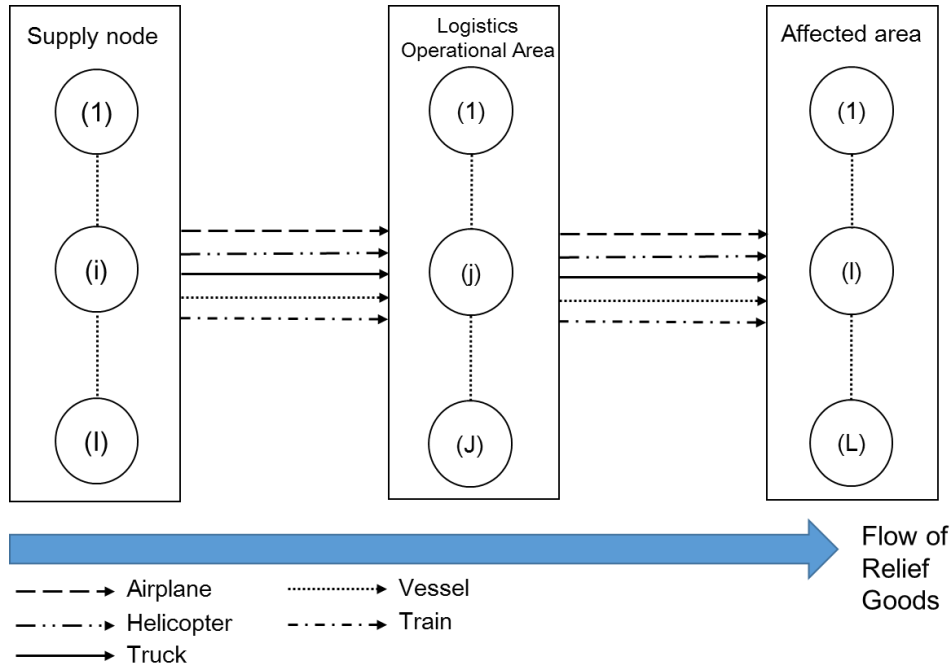 Supply node
(1)
(i)
(I)
Logistics
Operational Area
(1)
(j)
(J)
Affected area
(1)
(l)
(L)
Flow of
Relief
Goods
Airplane
Helicopter
Truck
Vessel
Train